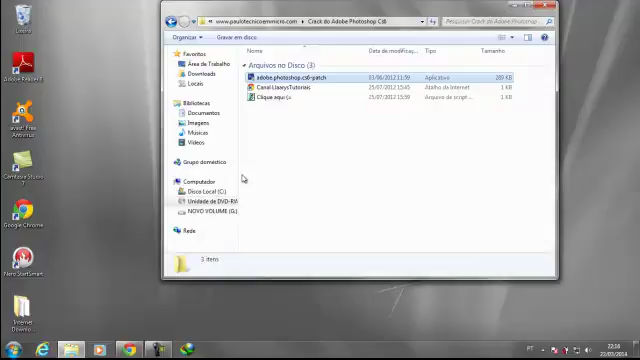 www.paulotecnicoemmicro.com ▸ Crack do Adobe Photoshop CS6
Pesquisar Crack do Adobe Photoshop CS6
Organizar
Gravar em disco
Nome
Data de modificaç...
Tipo
Tamanho
Arquivos no Disco (3)
adobe.photoshop.cs6-patch
03/06/2012 11:59
Aplicativo
289 KB
Canal LlaarysTutoriais
25/07/2012 15:45
Atalho da Internet
1 KB
Clique aqui (.
25/07/2012 15:39
Arquivo de script ...
1 KB
Favoritos
Área de Trabalho
Downloads
Locais
Bibliotecas
Documentos
Imagens
Músicas
Vídeos
Grupo doméstico
Computador
Disco Local (C:)
Unidade de DVD-RW
NOVO VOLUME (G:)
Rede
3 itens
Lixeira
Adobe Reader X
avast! Free
Antivirus
Camtasia Studio
7
Google Chrome
Nero StartSmart
Internet
Downlo...
PT
22:16
22/03/2014